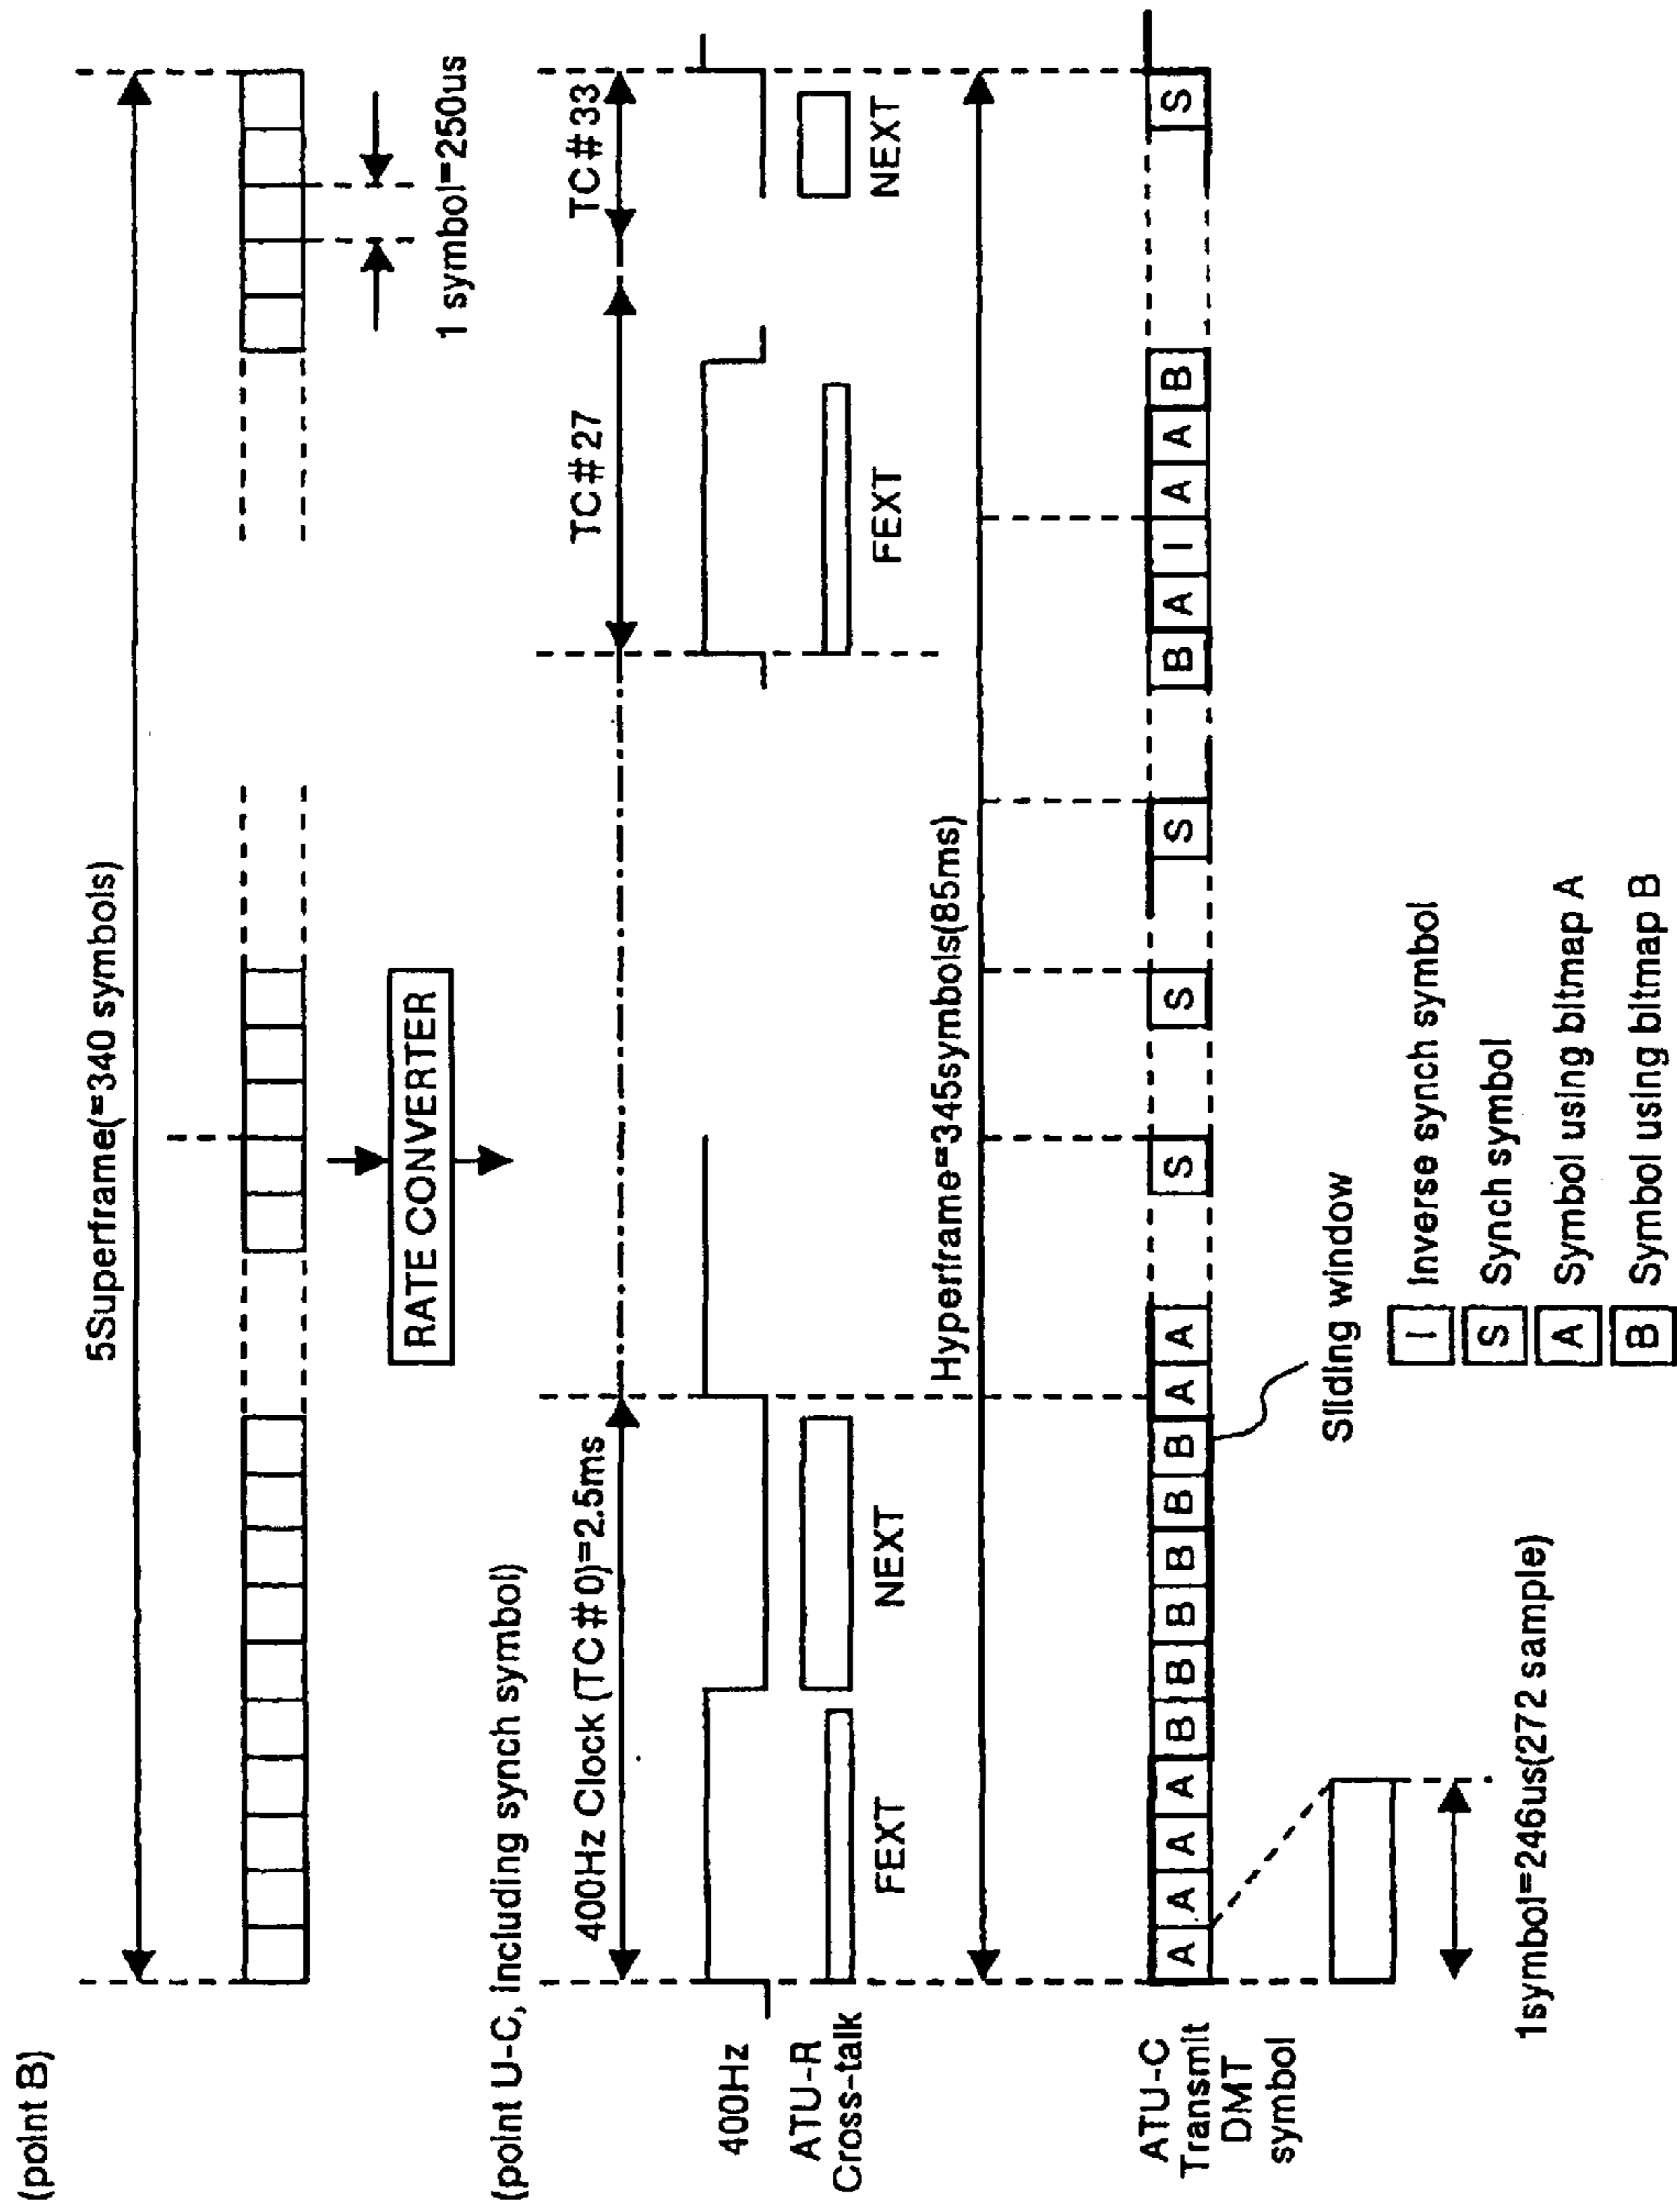 (point B)
5Superframe(=340 symbols)
1 symbol=250us
RATE CONVERTER
(point U-C, including synch symbol)
400Hz Clock (TC#0)=2.5ms
TC#27
TC#33
400Hz
ATU-R
Cross-talk
FEXT
NEXT
FEXT
NEXT
Hyperframe=345symbols(85ms)
ATU-C
Transmit
DMT
symbol
A A A A B B B B B B A A S S S B A I A A B S
Sliding window
1symbol=246us(272 sample)
I Inverse synch symbol
S Synch symbol
A Symbol using bitmap A
B Symbol using bitmap B